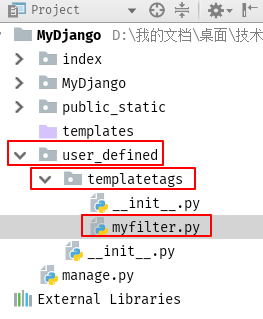 Project
MyDjango D:\我的文档\桌面\技术
index
MyDjango
public_static
templates
user_defined
templatetags
__init__.py
myfilter.py
__init__.py
manage.py
External Libraries